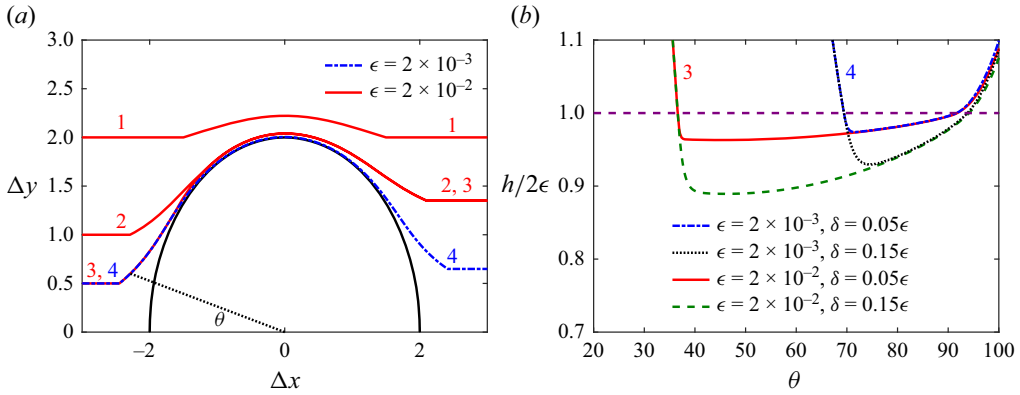 (a)
3.0
2.5
2.0
1.5
1.0
0.5
0
Δy
ϵ = 2 × 10⁻³
ϵ = 2 × 10⁻²
1
1
2
2, 3
3, 4
4
θ
−2
0
2
Δx
(b)
1.1
1.0
0.9
0.8
0.7
h/2ϵ
3
4
ϵ = 2 × 10⁻³, δ = 0.05ϵ
ϵ = 2 × 10⁻³, δ = 0.15ϵ
ϵ = 2 × 10⁻², δ = 0.05ϵ
ϵ = 2 × 10⁻², δ = 0.15ϵ
20 30 40 50 60 70 80 90 100
θ